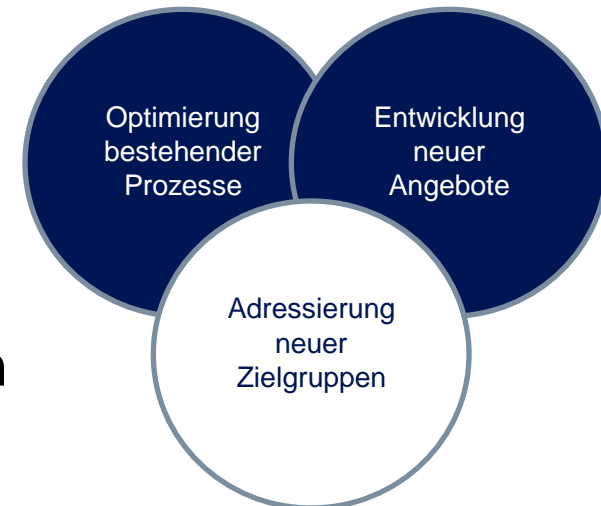 Optimierung
bestehender
Prozesse
Entwicklung
neuer
Angebote
Adressierung
neuer
Zielgruppen